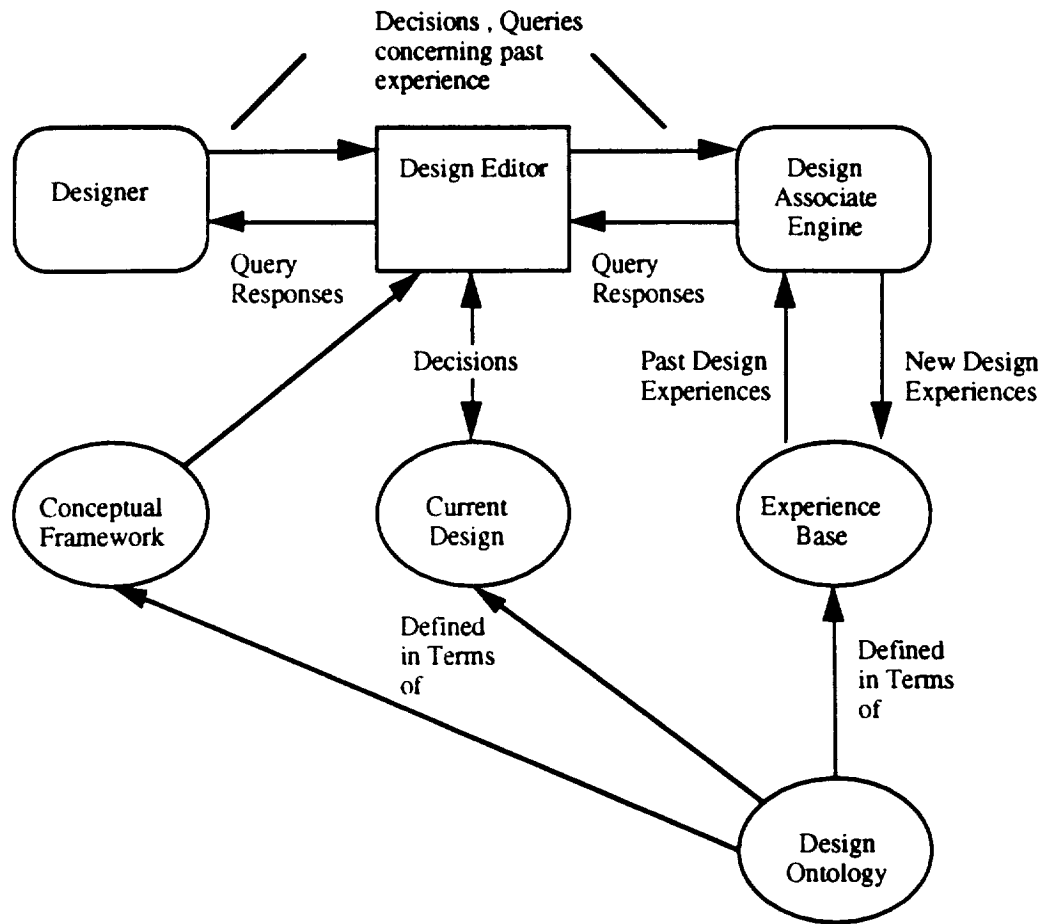 Decisions , Queries
concerning past
experience
Designer
Design Editor
Design
Associate
Engine
Query
Responses
Query
Responses
Decisions
Past Design
Experiences
New Design
Experiences
Conceptual
Framework
Current
Design
Experience
Base
Defined
in Terms
of
Defined
in Terms
of
Design
Ontology